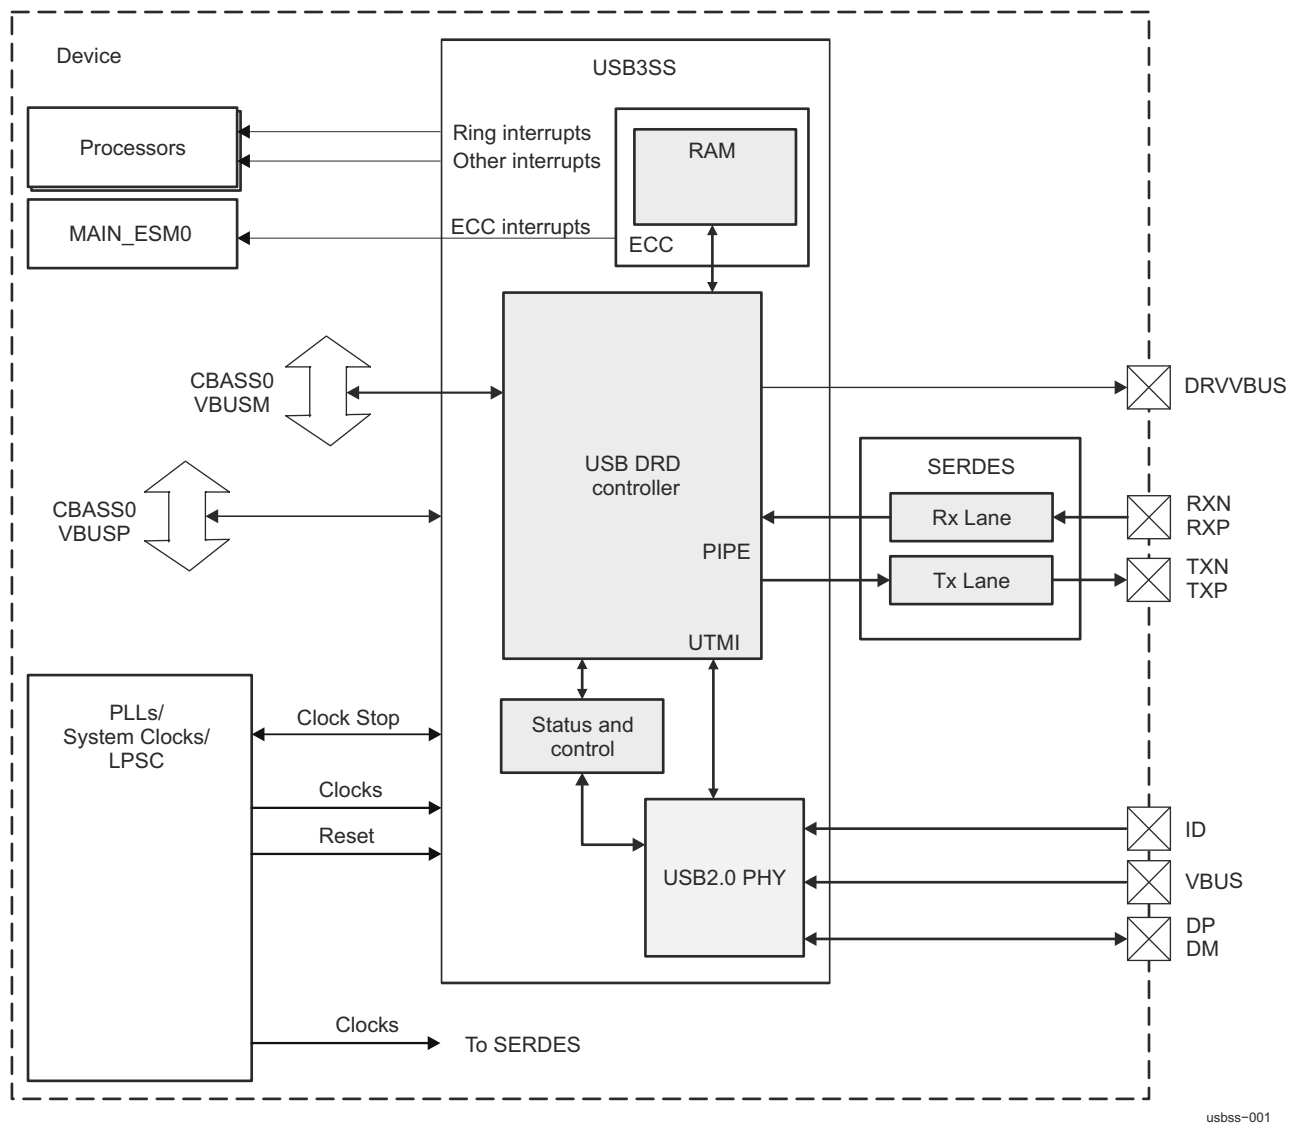 Device
USB3SS
Processors
Ring interrupts
Other interrupts
RAM
MAIN_ESM0
ECC interrupts
ECC
CBASS0
VBUSM
DRVVBUS
USB DRD
controller
SERDES
CBASS0
VBUSP
Rx Lane
RXN
RXP
PIPE
Tx Lane
TXN
TXP
UTMI
PLLs/
System Clocks/
LPSC
Clock Stop
Status and
control
Clocks
Reset
USB2.0 PHY
ID
VBUS
DP
DM
Clocks
To SERDES
usbss−001